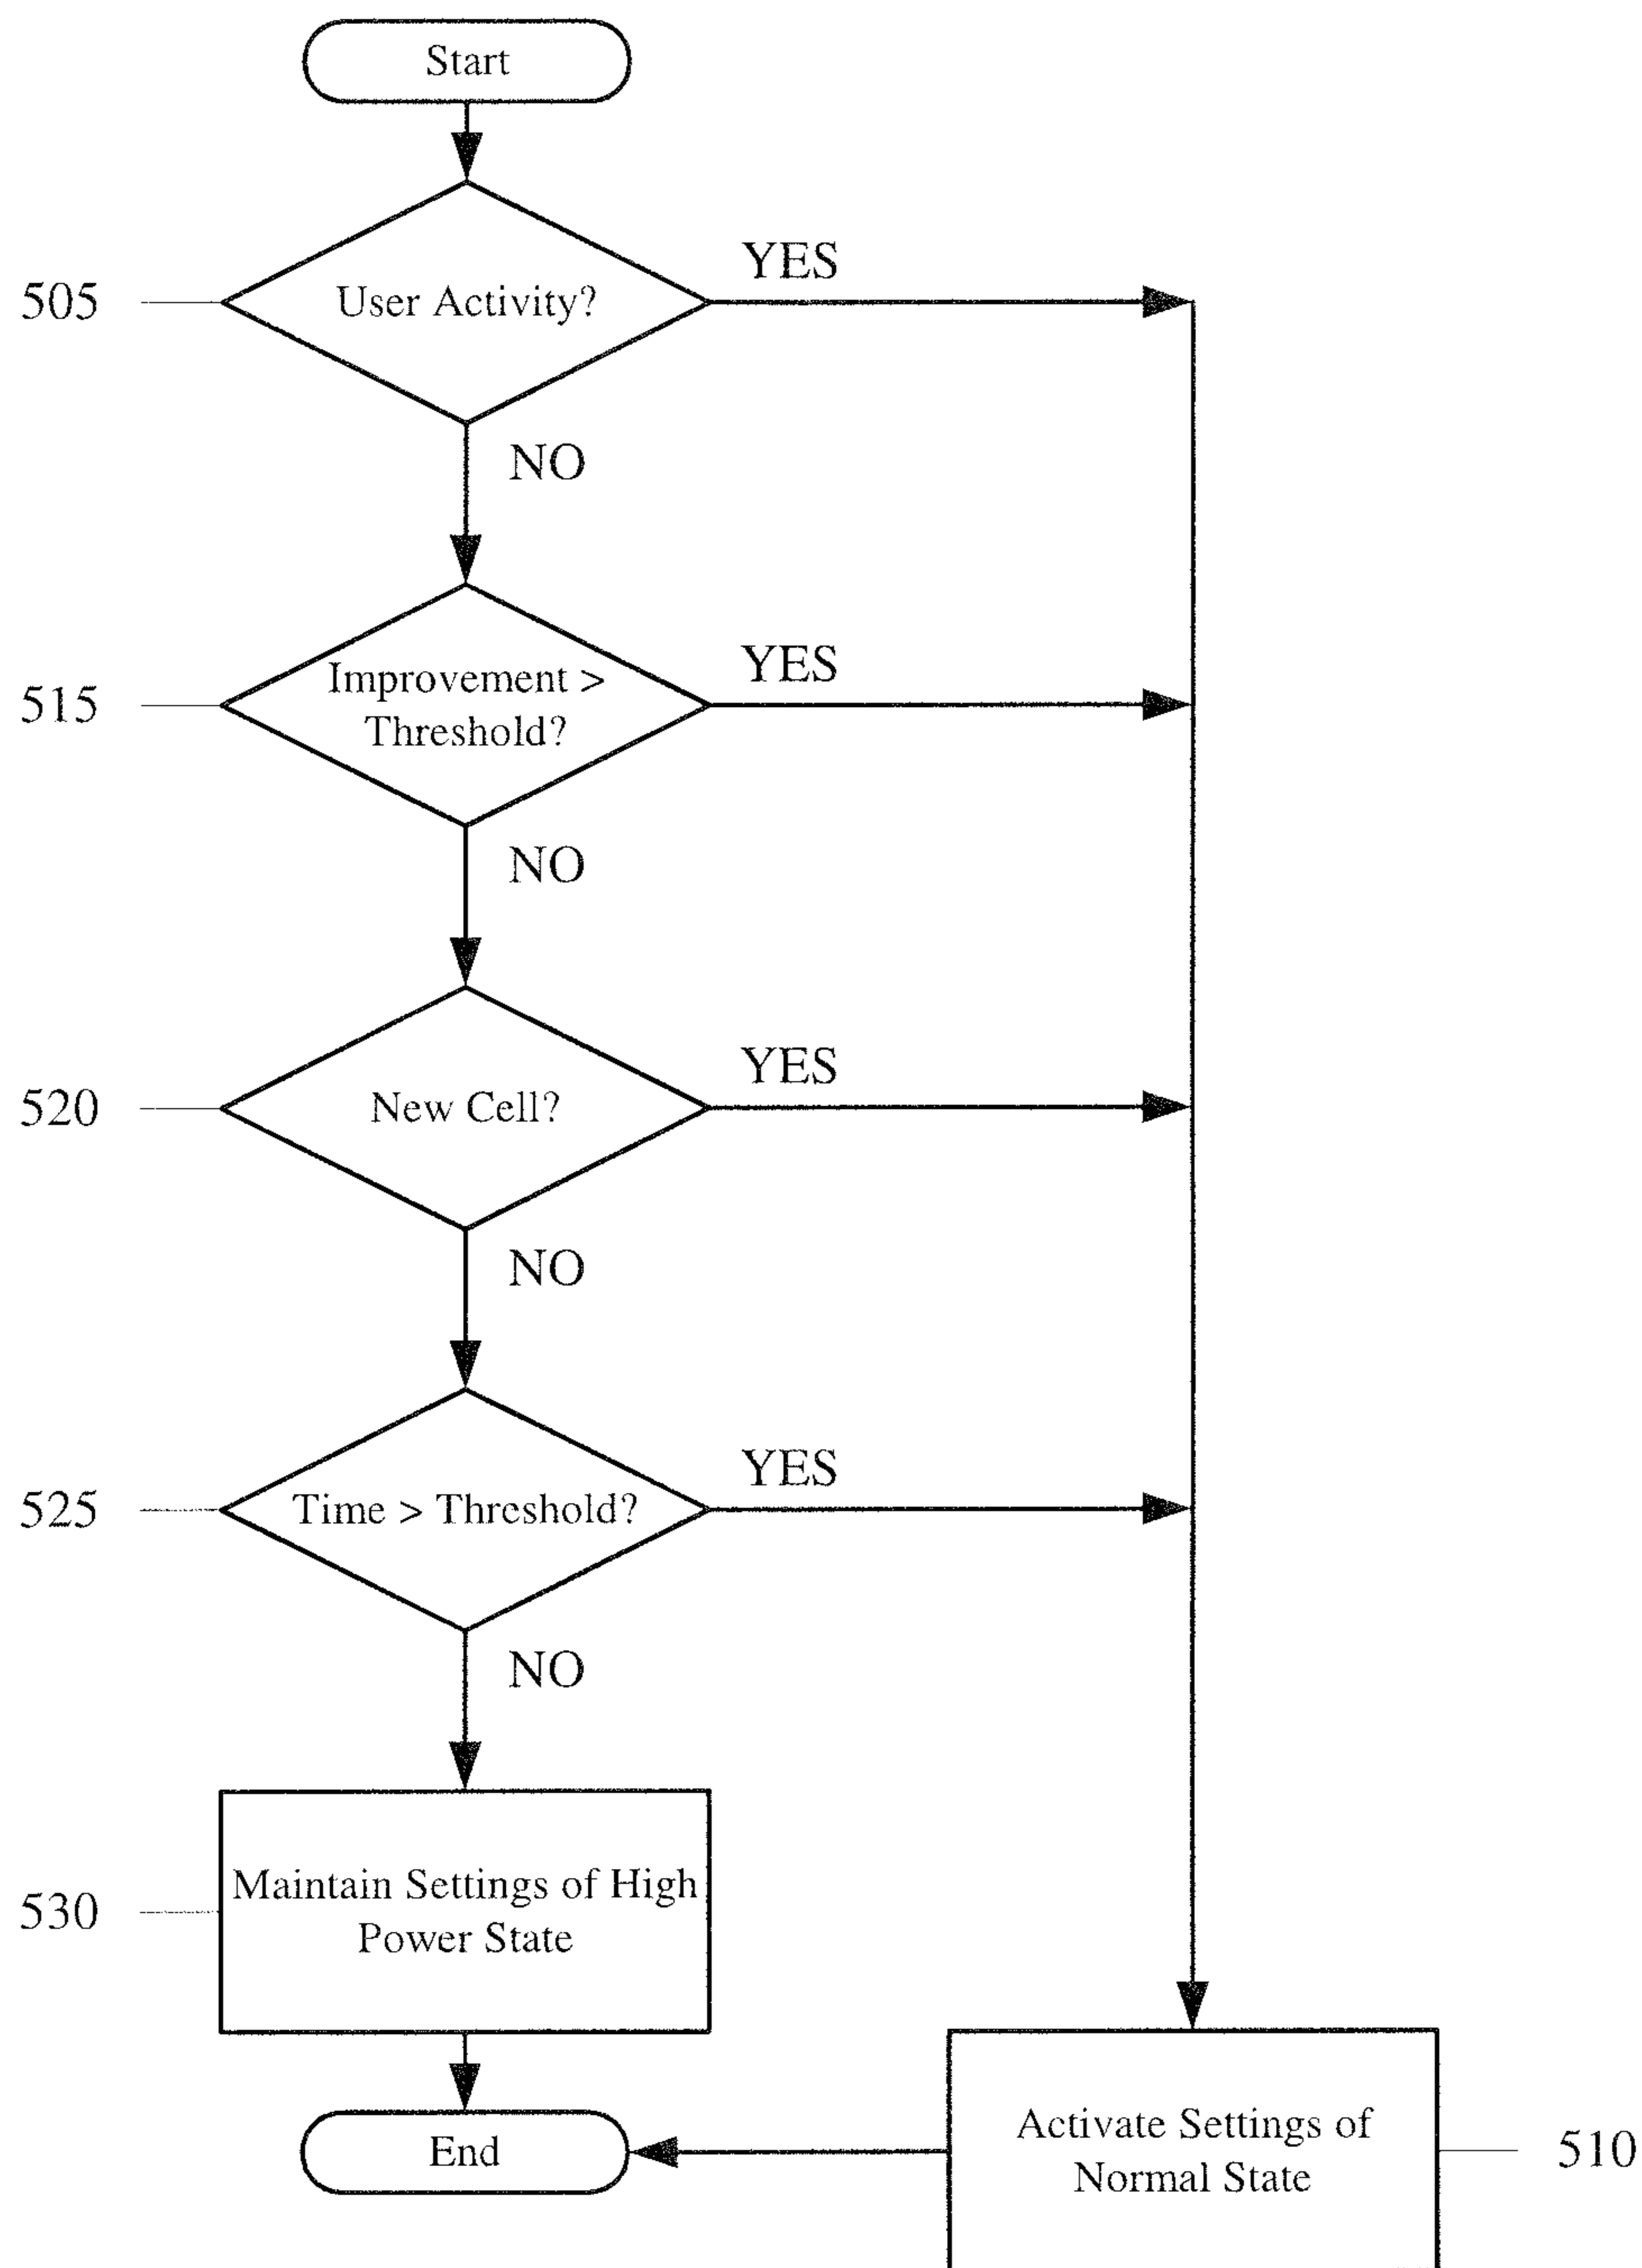 Start
505
User Activity?
YES
NO
515
Improvement >
Threshold?
YES
NO
520
New Cell?
YES
NO
525
Time > Threshold?
YES
NO
530
Maintain Settings of High
Power State
End
Activate Settings of
Normal State
510